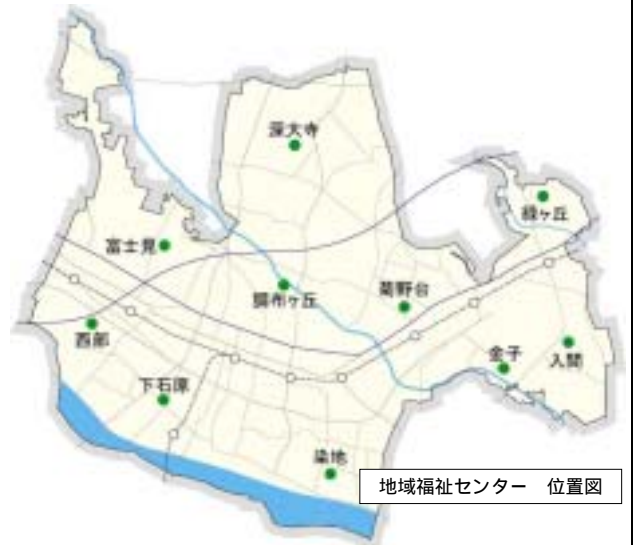 深大寺
緑ヶ丘
富士見
調布ヶ丘
菊野台
西部
金子
入間
下石原
染地
地域福祉センター　位置図